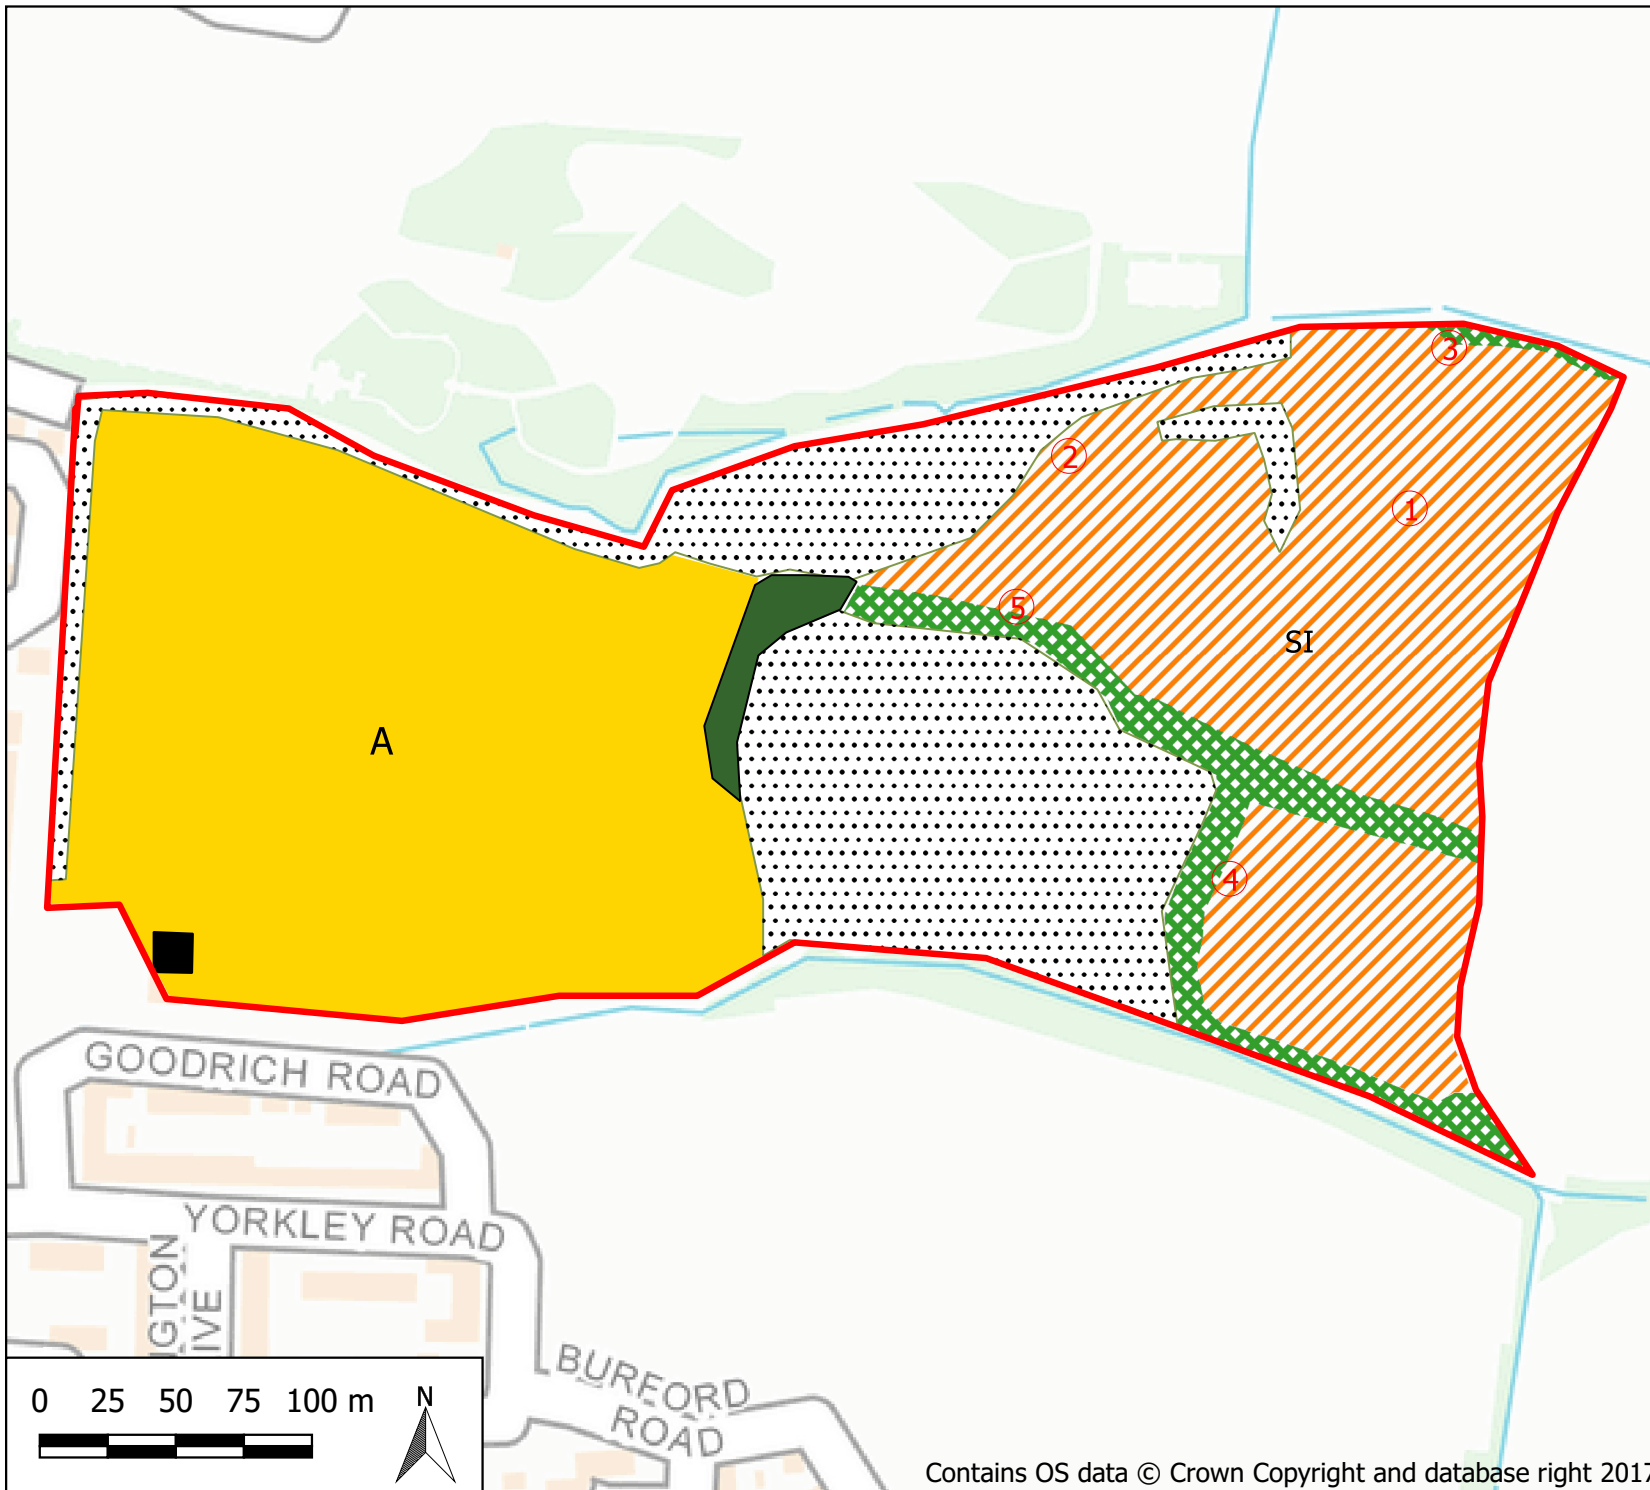 ③
②
①
⑤
SI
A
④
GOODRICH ROAD
YORKLEY ROAD
NGTON
IVE
BURFORD
ROAD
0 25 50 75 100 m
N
Contains OS data © Crown Copyright and database right 2017